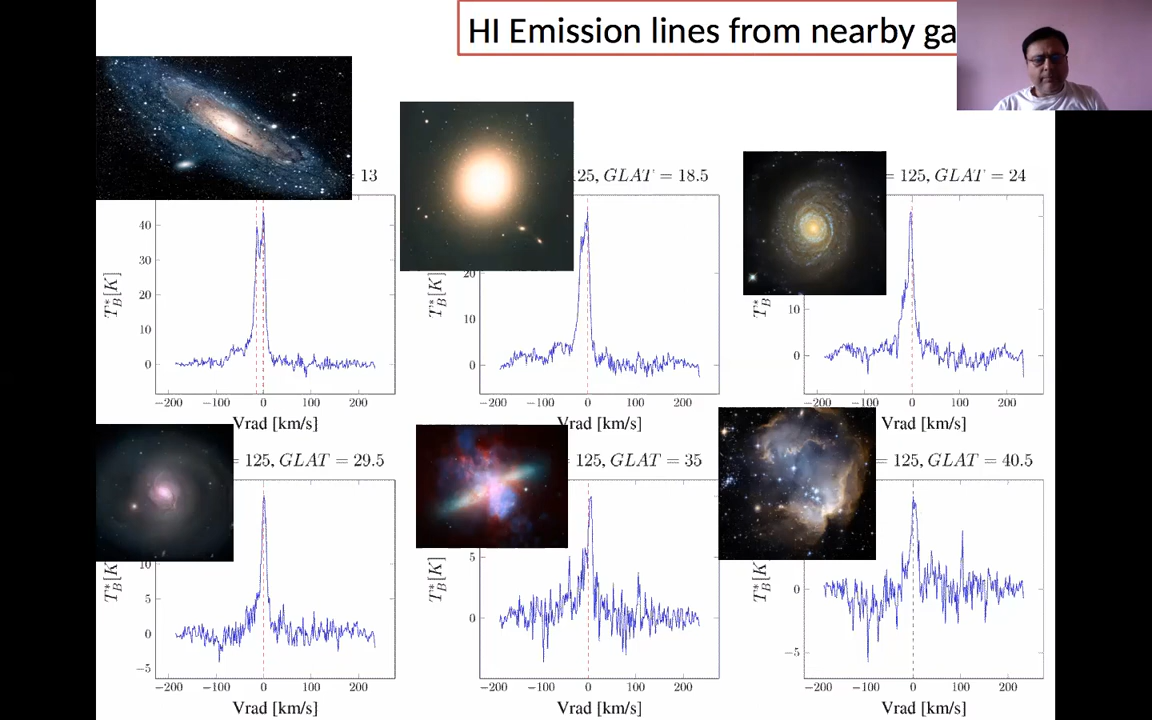 HI Emission lines from nearby ga
= 13
125, GLAT = 18.5
= 125, GLAT = 24
40
30
20
10
0
T*B[K]
−200 −100 0 100 200
Vrad [km/s]
20
10
0
T*B[K]
−200 −100 0 100 200
Vrad [km/s]
10
0
T*B
−200 −100 0 100 200
Vrad [km/s]
= 125, GLAT = 29.5
= 125, GLAT = 35
= 125, GLAT = 40.5
10
5
0
−5
T*B[K]
−200 −100 0 100 200
Vrad [km/s]
5
0
T*B[K]
−200 −100 0 100 200
Vrad [km/s]
0
−5
T*B[K]
−200 −100 0 100 200
Vrad [km/s]